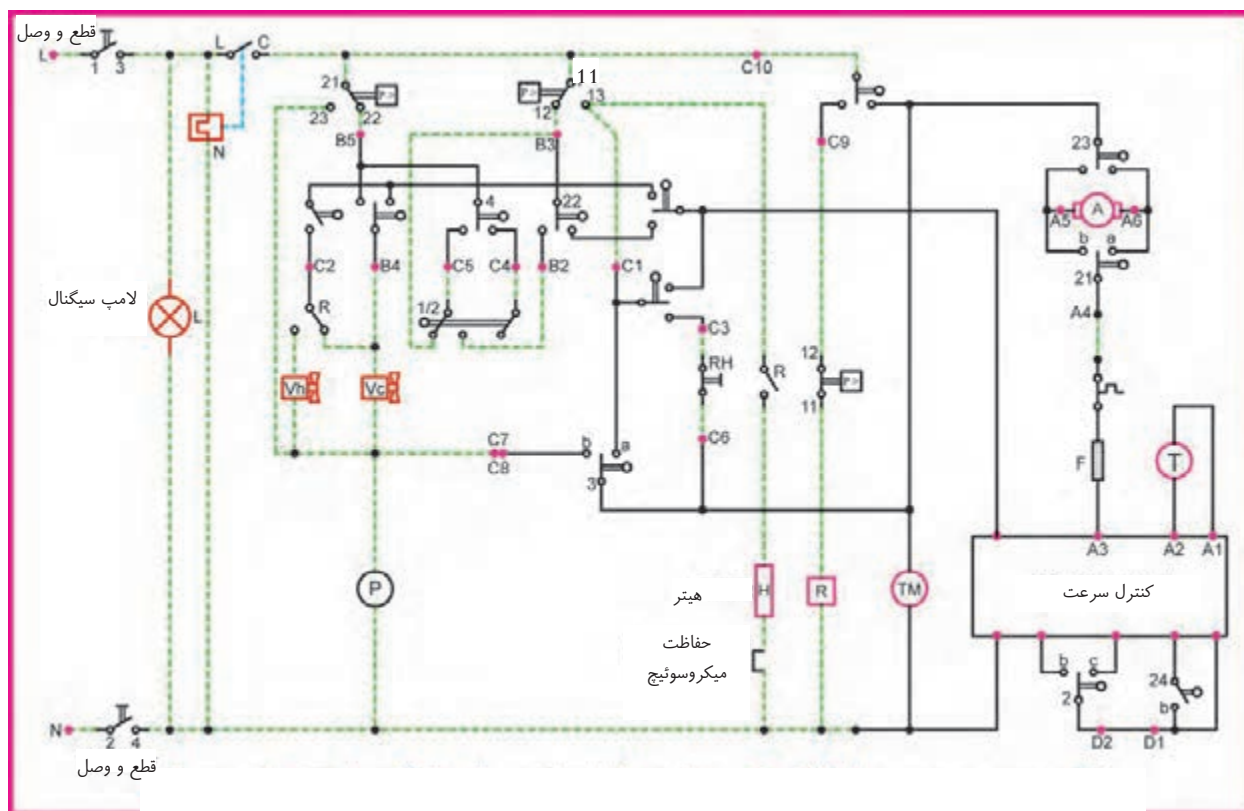 قطع و وصل
L
1 3
L C
C10
21
P>
23 22
P>
11
12 13
B5
B3
C9
N
23
A
A5 A6
b a
21
A4
4
22
C2
B4
C5
C4
B2
C1
1/2
R
C3
RH
R
12
P>
11
لامپ سیگنال
L
Vh
Vc
C6
C7
C8
b a
3
F
T
A3
A2
A1
P
هیتر
H
R
TM
کنترل سرعت
حفاظت
میکروسوئیچ
b c
2
24
b
D2
D1
N
2 4
قطع و وصل